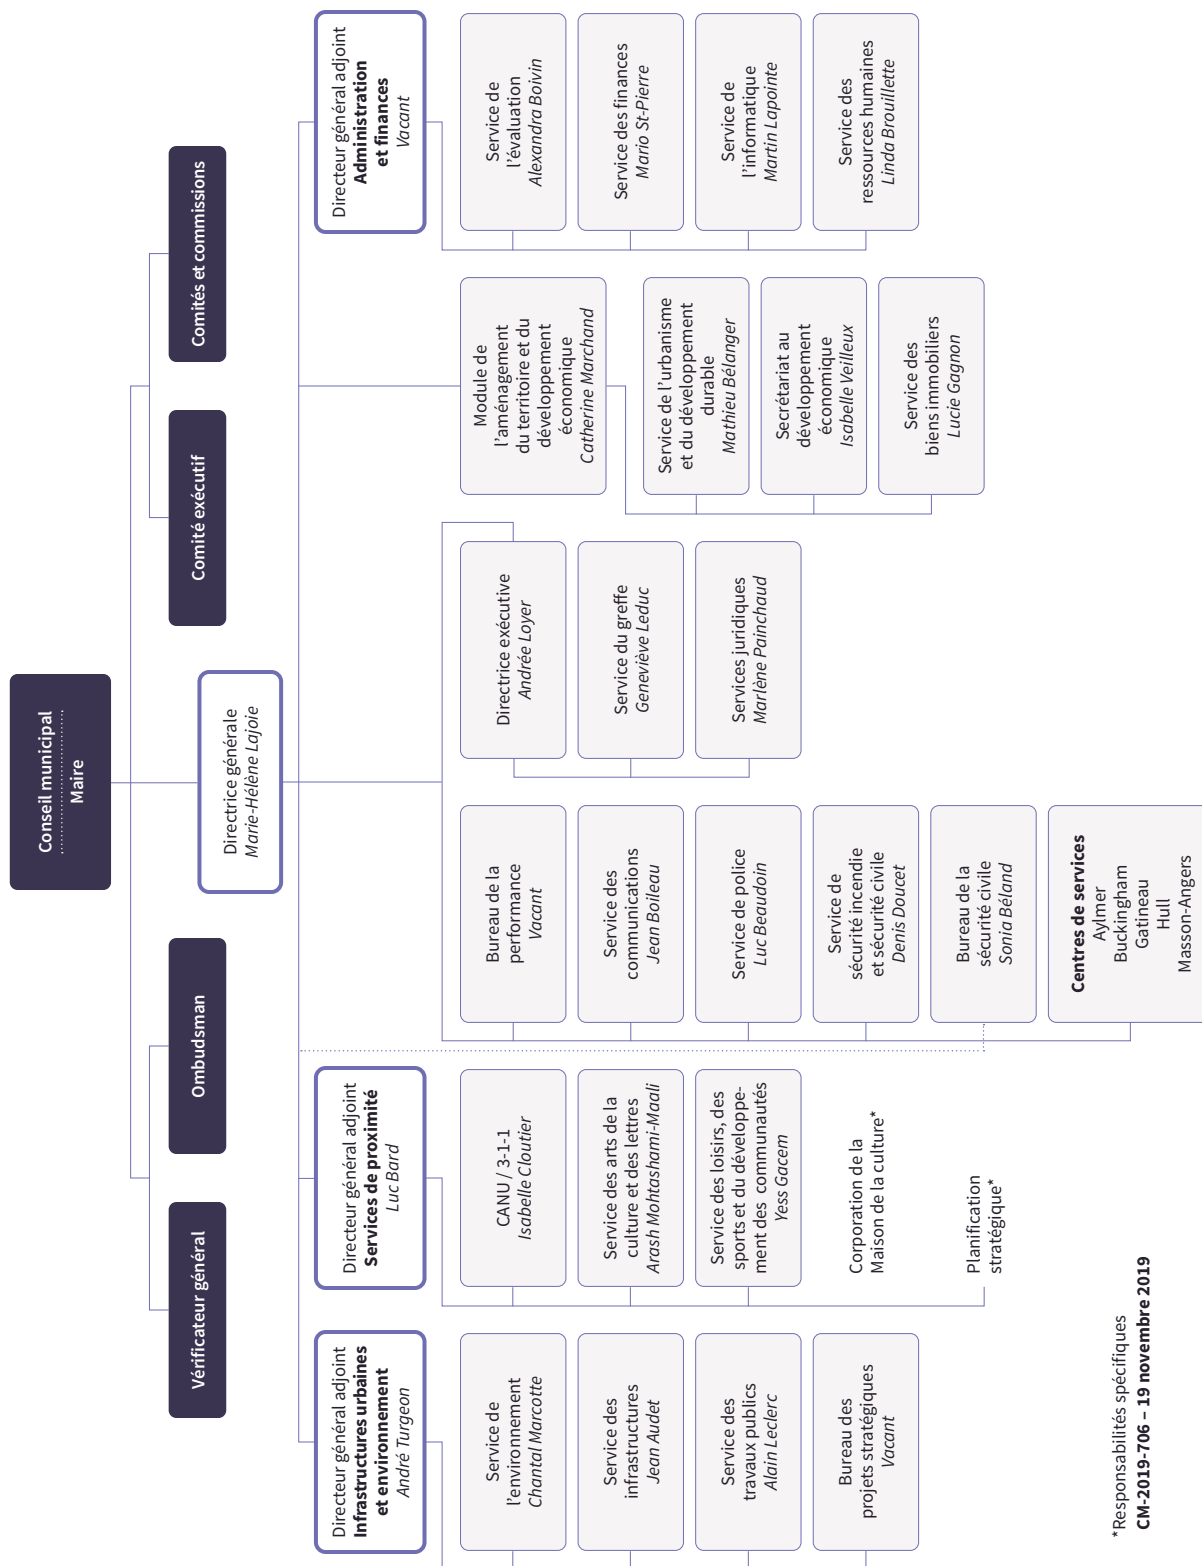 Conseil municipal
Maire
Vérificateur général
Ombudsman
Comité exécutif
Comités et commissions
Directrice générale
Marie-Hélène Lajoie
Directeur général adjoint
Infrastructures urbaines
et environnement
André Turgeon
Service de
l'environnement
Chantal Marcotte
Service des
infrastructures
Jean Audet
Service des
travaux publics
Alain Leclerc
Bureau des
projets stratégiques
Vacant
Directeur général adjoint
Services de proximité
Luc Bard
CANU / 3-1-1
Isabelle Cloutier
Service des arts de la
culture et des lettres
Arash Mohtashami-Maali
Service des loisirs, des
sports et du développe-
ment des communautés
Yess Gacem
Corporation de la
Maison de la culture*
Planification
stratégique*
Bureau de la
performance
Vacant
Service des
communications
Jean Boileau
Service de police
Luc Beaudoin
Service de
sécurité incendie
et sécurité civile
Denis Doucet
Bureau de la
sécurité civile
Sonia Béland
Centres de services
Aylmer
Buckingham
Gatineau
Hull
Masson-Angers
Directrice exécutive
Andrée Loyer
Service du greffe
Geneviève Leduc
Services juridiques
Marlène Painchaud
Module de
l'aménagement
du territoire et du
développement
économique
Catherine Marchand
Service de l'urbanisme
et du développement
durable
Mathieu Bélanger
Secrétariat au
développement
économique
Isabelle Veilleux
Service des
biens immobiliers
Lucie Gagnon
Directeur général adjoint
Administration
et finances
Vacant
Service de
l'évaluation
Alexandra Boivin
Service des finances
Mario St-Pierre
Service de
l'informatique
Martin Lapointe
Service des
ressources humaines
Linda Brouillette
*Responsabilités spécifiques
CM-2019-706 – 19 novembre 2019